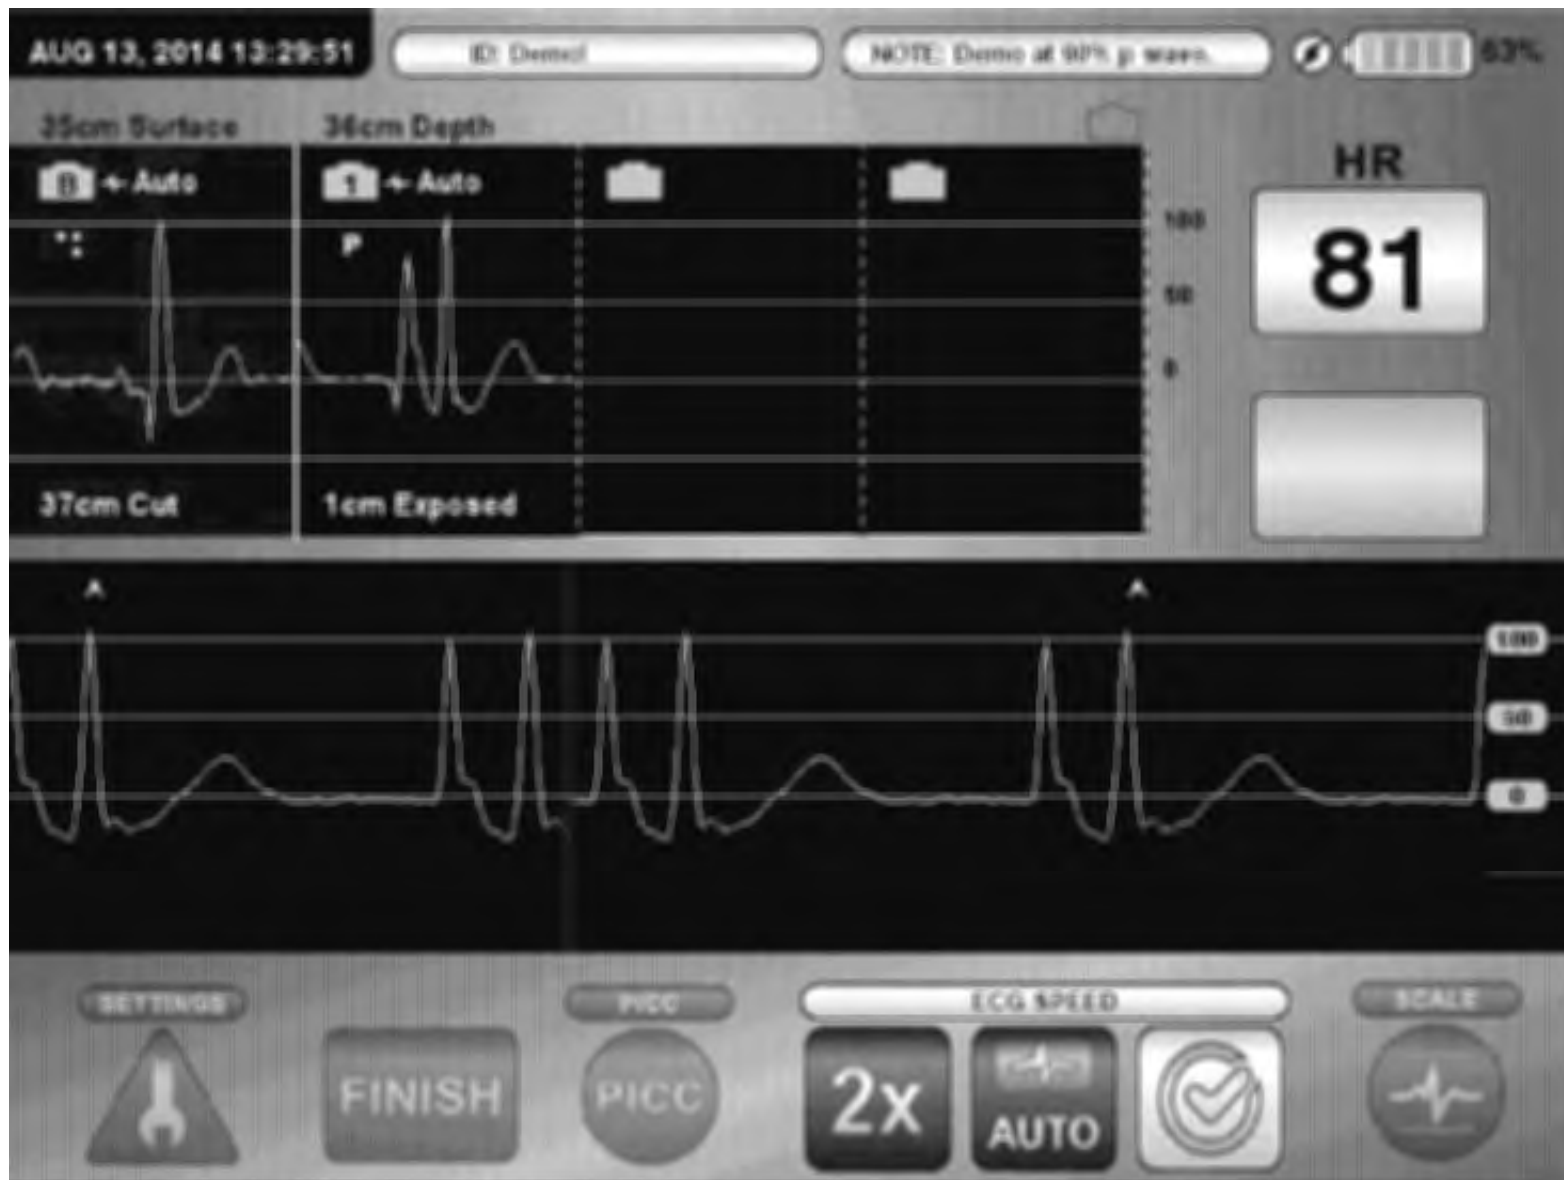 AUG 13, 2014 13:29:51
ID: Demo!
NOTE: Demo at 90% p wave.
63%
35cm Surface
36cm Depth
HR
B
Auto
1
Auto
100
P
81
50
0
37cm Cut
1cm Exposed
100
50
0
SETTINGS
PICC
ECG SPEED
SCALE
FINISH
PICC
2x
AUTO